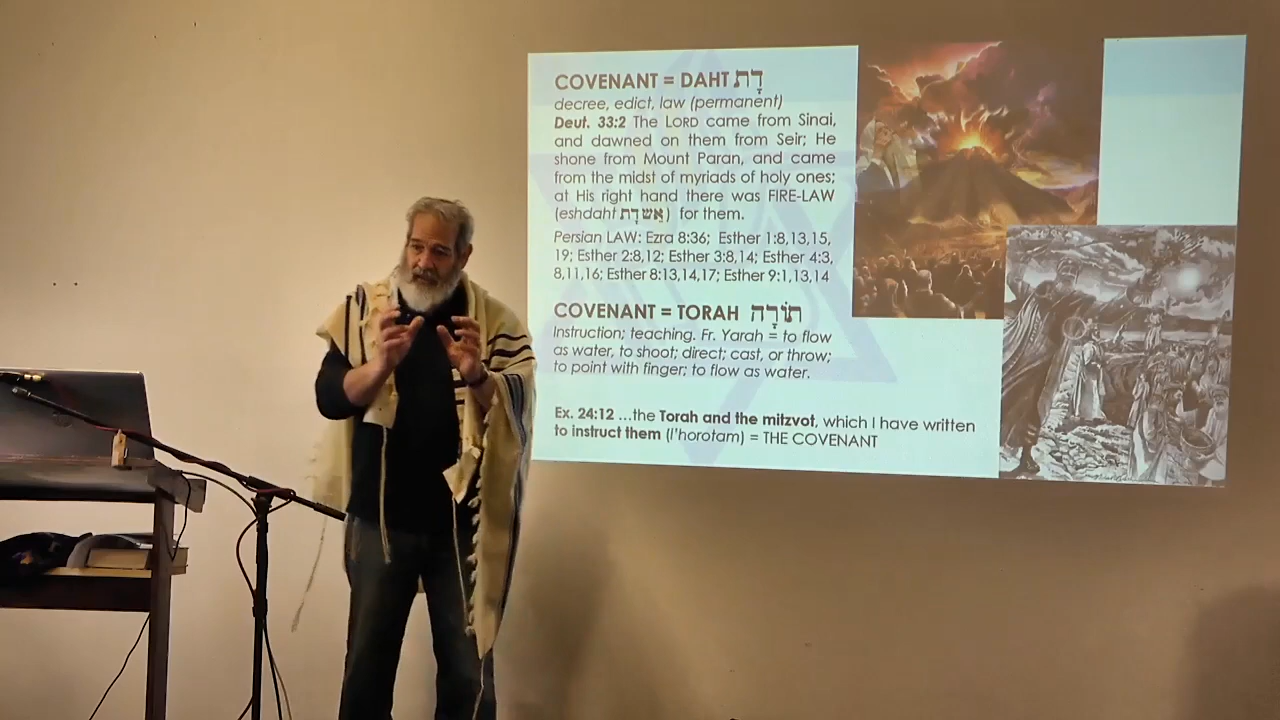 COVENANT = DAHT דָּת
decree, edict, law (permanent)
Deut. 33:2 The LORD came from Sinai,
and dawned on them from Seir; He
shone from Mount Paran, and came
from the midst of myriads of holy ones;
at His right hand there was FIRE-LAW
(eshdaht אֵשׁ דָּת) for them.
Persian LAW: Ezra 8:36; Esther 1:8,13,15,
19; Esther 2:8,12; Esther 3:8,14; Esther 4:3,
8,11,16; Esther 8:13,14,17; Esther 9:1,13,14
COVENANT = TORAH תּוֹרָה
Instruction; teaching. Fr. Yarah = to flow
as water, to shoot; direct; cast, or throw;
to point with finger; to flow as water.
Ex. 24:12 ...the Torah and the mitzvot, which I have written
to instruct them (l'horotam) = THE COVENANT